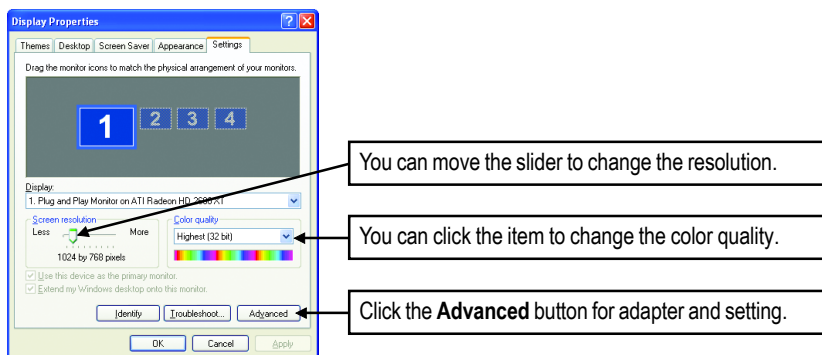 Display Properties
Themes Desktop Screen Saver Appearance Settings
Drag the monitor icons to match the physical arrangement of your monitors.
1 2 3 4
Display:
1. Plug and Play Monitor on ATI Radeon HD 2600 XT
Screen resolution
Less More
1024 by 768 pixels
Color quality
Highest (32 bit)
Use this device as the primary monitor.
Extend my Windows desktop onto this monitor.
Identify Troubleshoot... Advanced
OK Cancel Apply
You can move the slider to change the resolution.
You can click the item to change the color quality.
Click the Advanced button for adapter and setting.